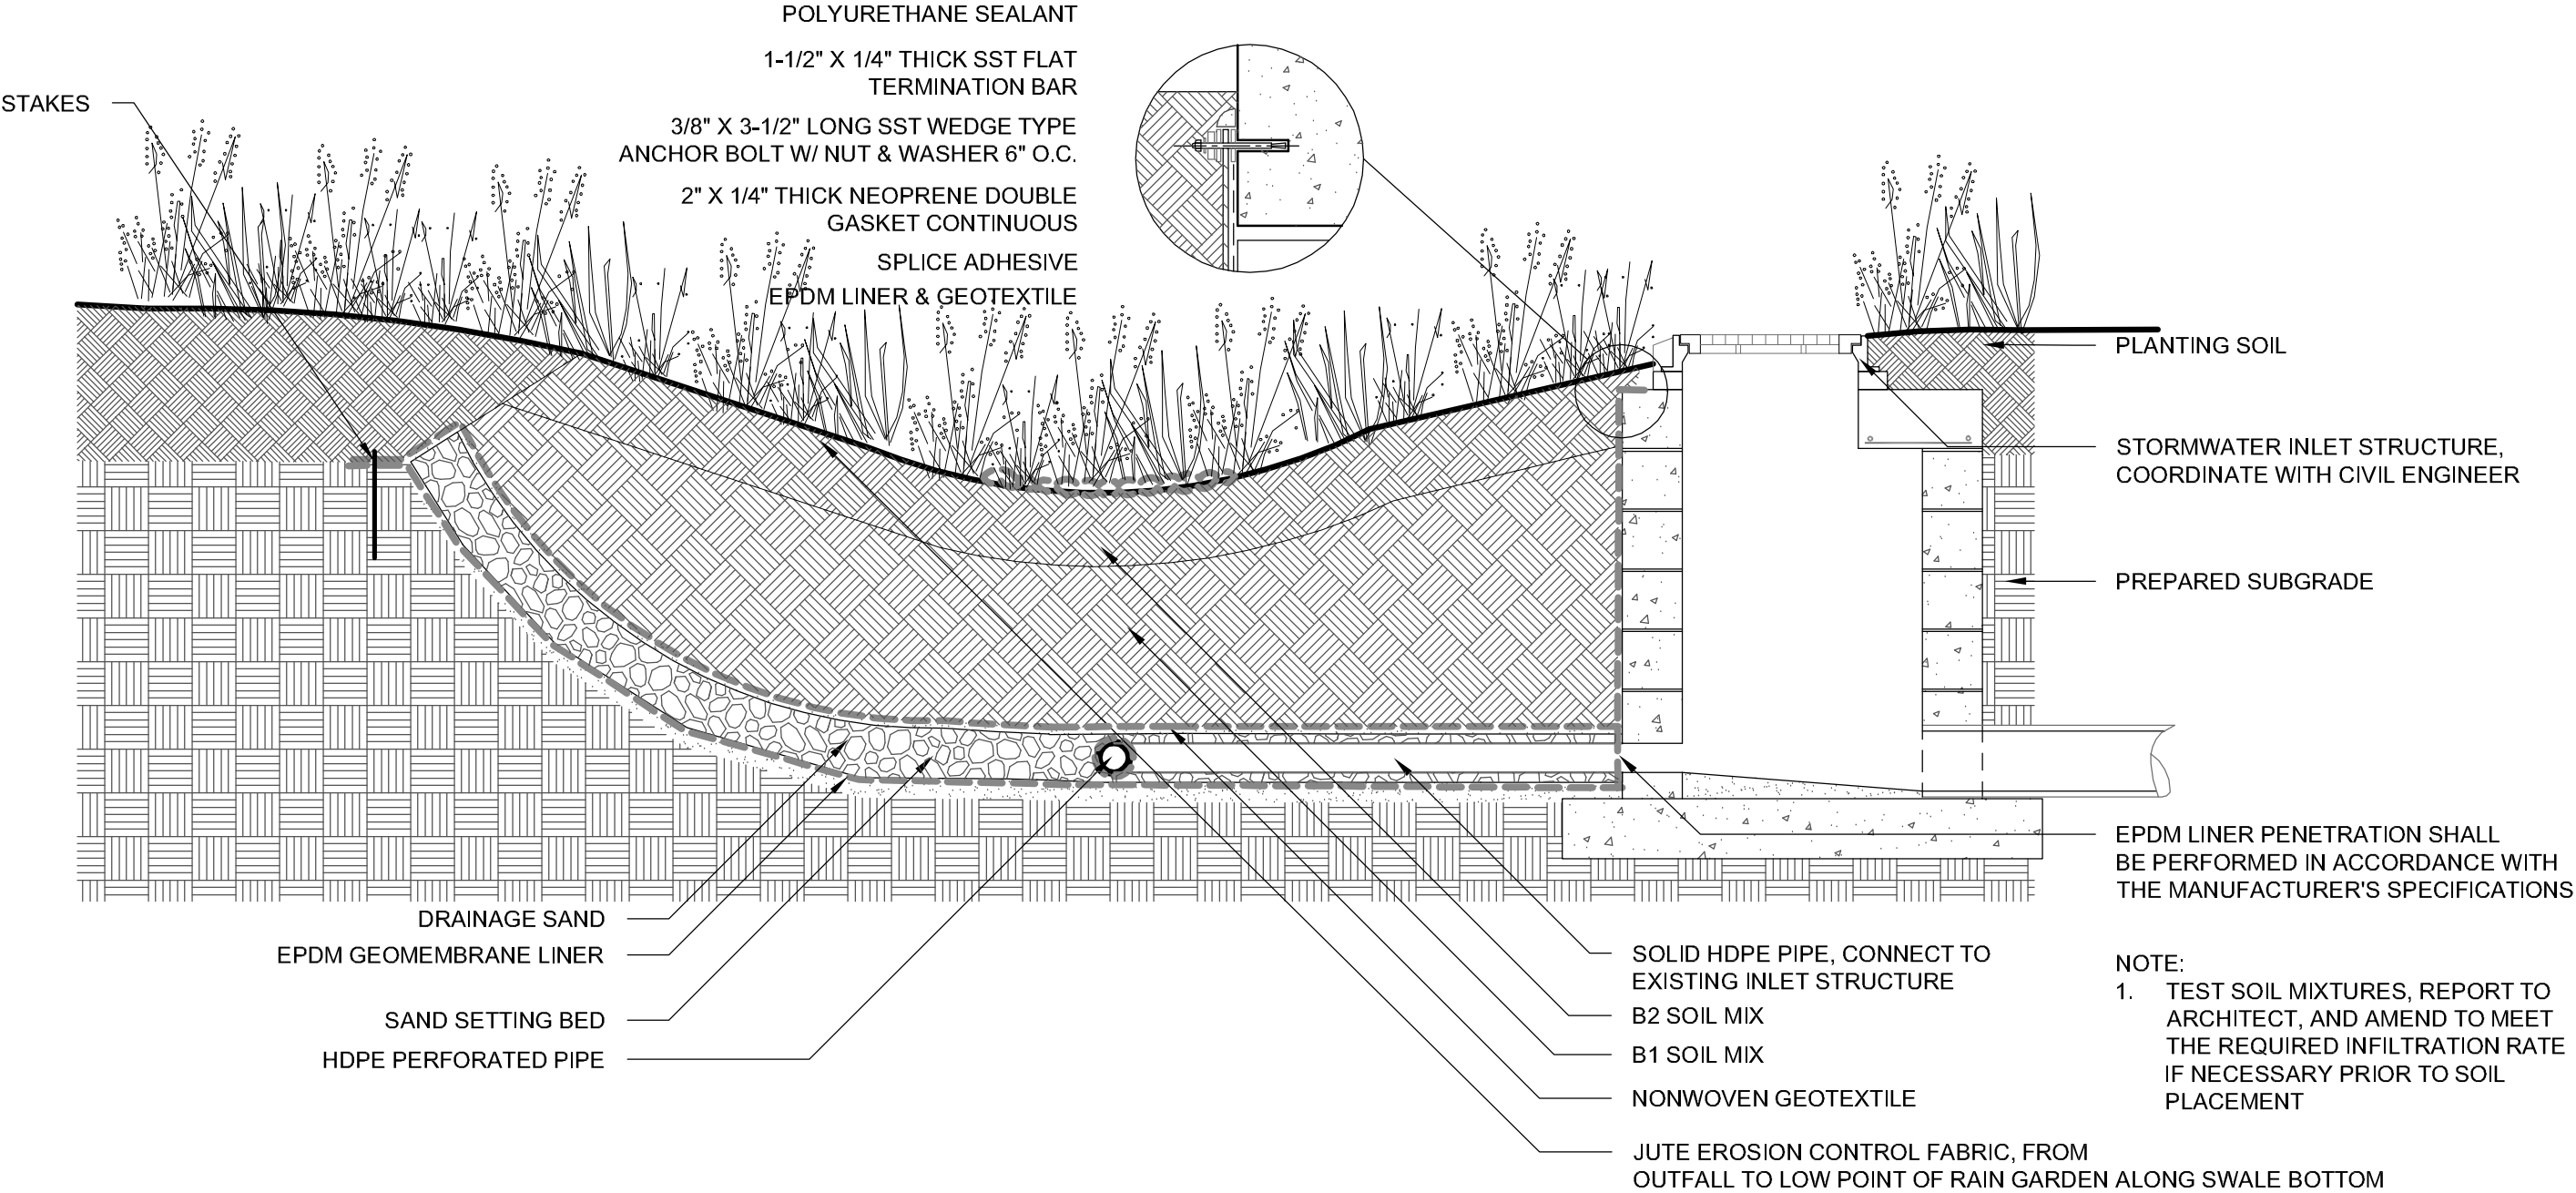 POLYURETHANE SEALANT
1-1/2" X 1/4" THICK SST FLAT
TERMINATION BAR
STAKES
3/8" X 3-1/2" LONG SST WEDGE TYPE
ANCHOR BOLT W/ NUT & WASHER 6" O.C.
2" X 1/4" THICK NEOPRENE DOUBLE
GASKET CONTINUOUS
SPLICE ADHESIVE
EPDM LINER & GEOTEXTILE
PLANTING SOIL
STORMWATER INLET STRUCTURE,
COORDINATE WITH CIVIL ENGINEER
PREPARED SUBGRADE
EPDM LINER PENETRATION SHALL
BE PERFORMED IN ACCORDANCE WITH
THE MANUFACTURER'S SPECIFICATIONS
DRAINAGE SAND
EPDM GEOMEMBRANE LINER
SAND SETTING BED
HDPE PERFORATED PIPE
SOLID HDPE PIPE, CONNECT TO
EXISTING INLET STRUCTURE
B2 SOIL MIX
B1 SOIL MIX
NONWOVEN GEOTEXTILE
JUTE EROSION CONTROL FABRIC, FROM
OUTFALL TO LOW POINT OF RAIN GARDEN ALONG SWALE BOTTOM
NOTE:
1. TEST SOIL MIXTURES, REPORT TO
ARCHITECT, AND AMEND TO MEET
THE REQUIRED INFILTRATION RATE
IF NECESSARY PRIOR TO SOIL
PLACEMENT